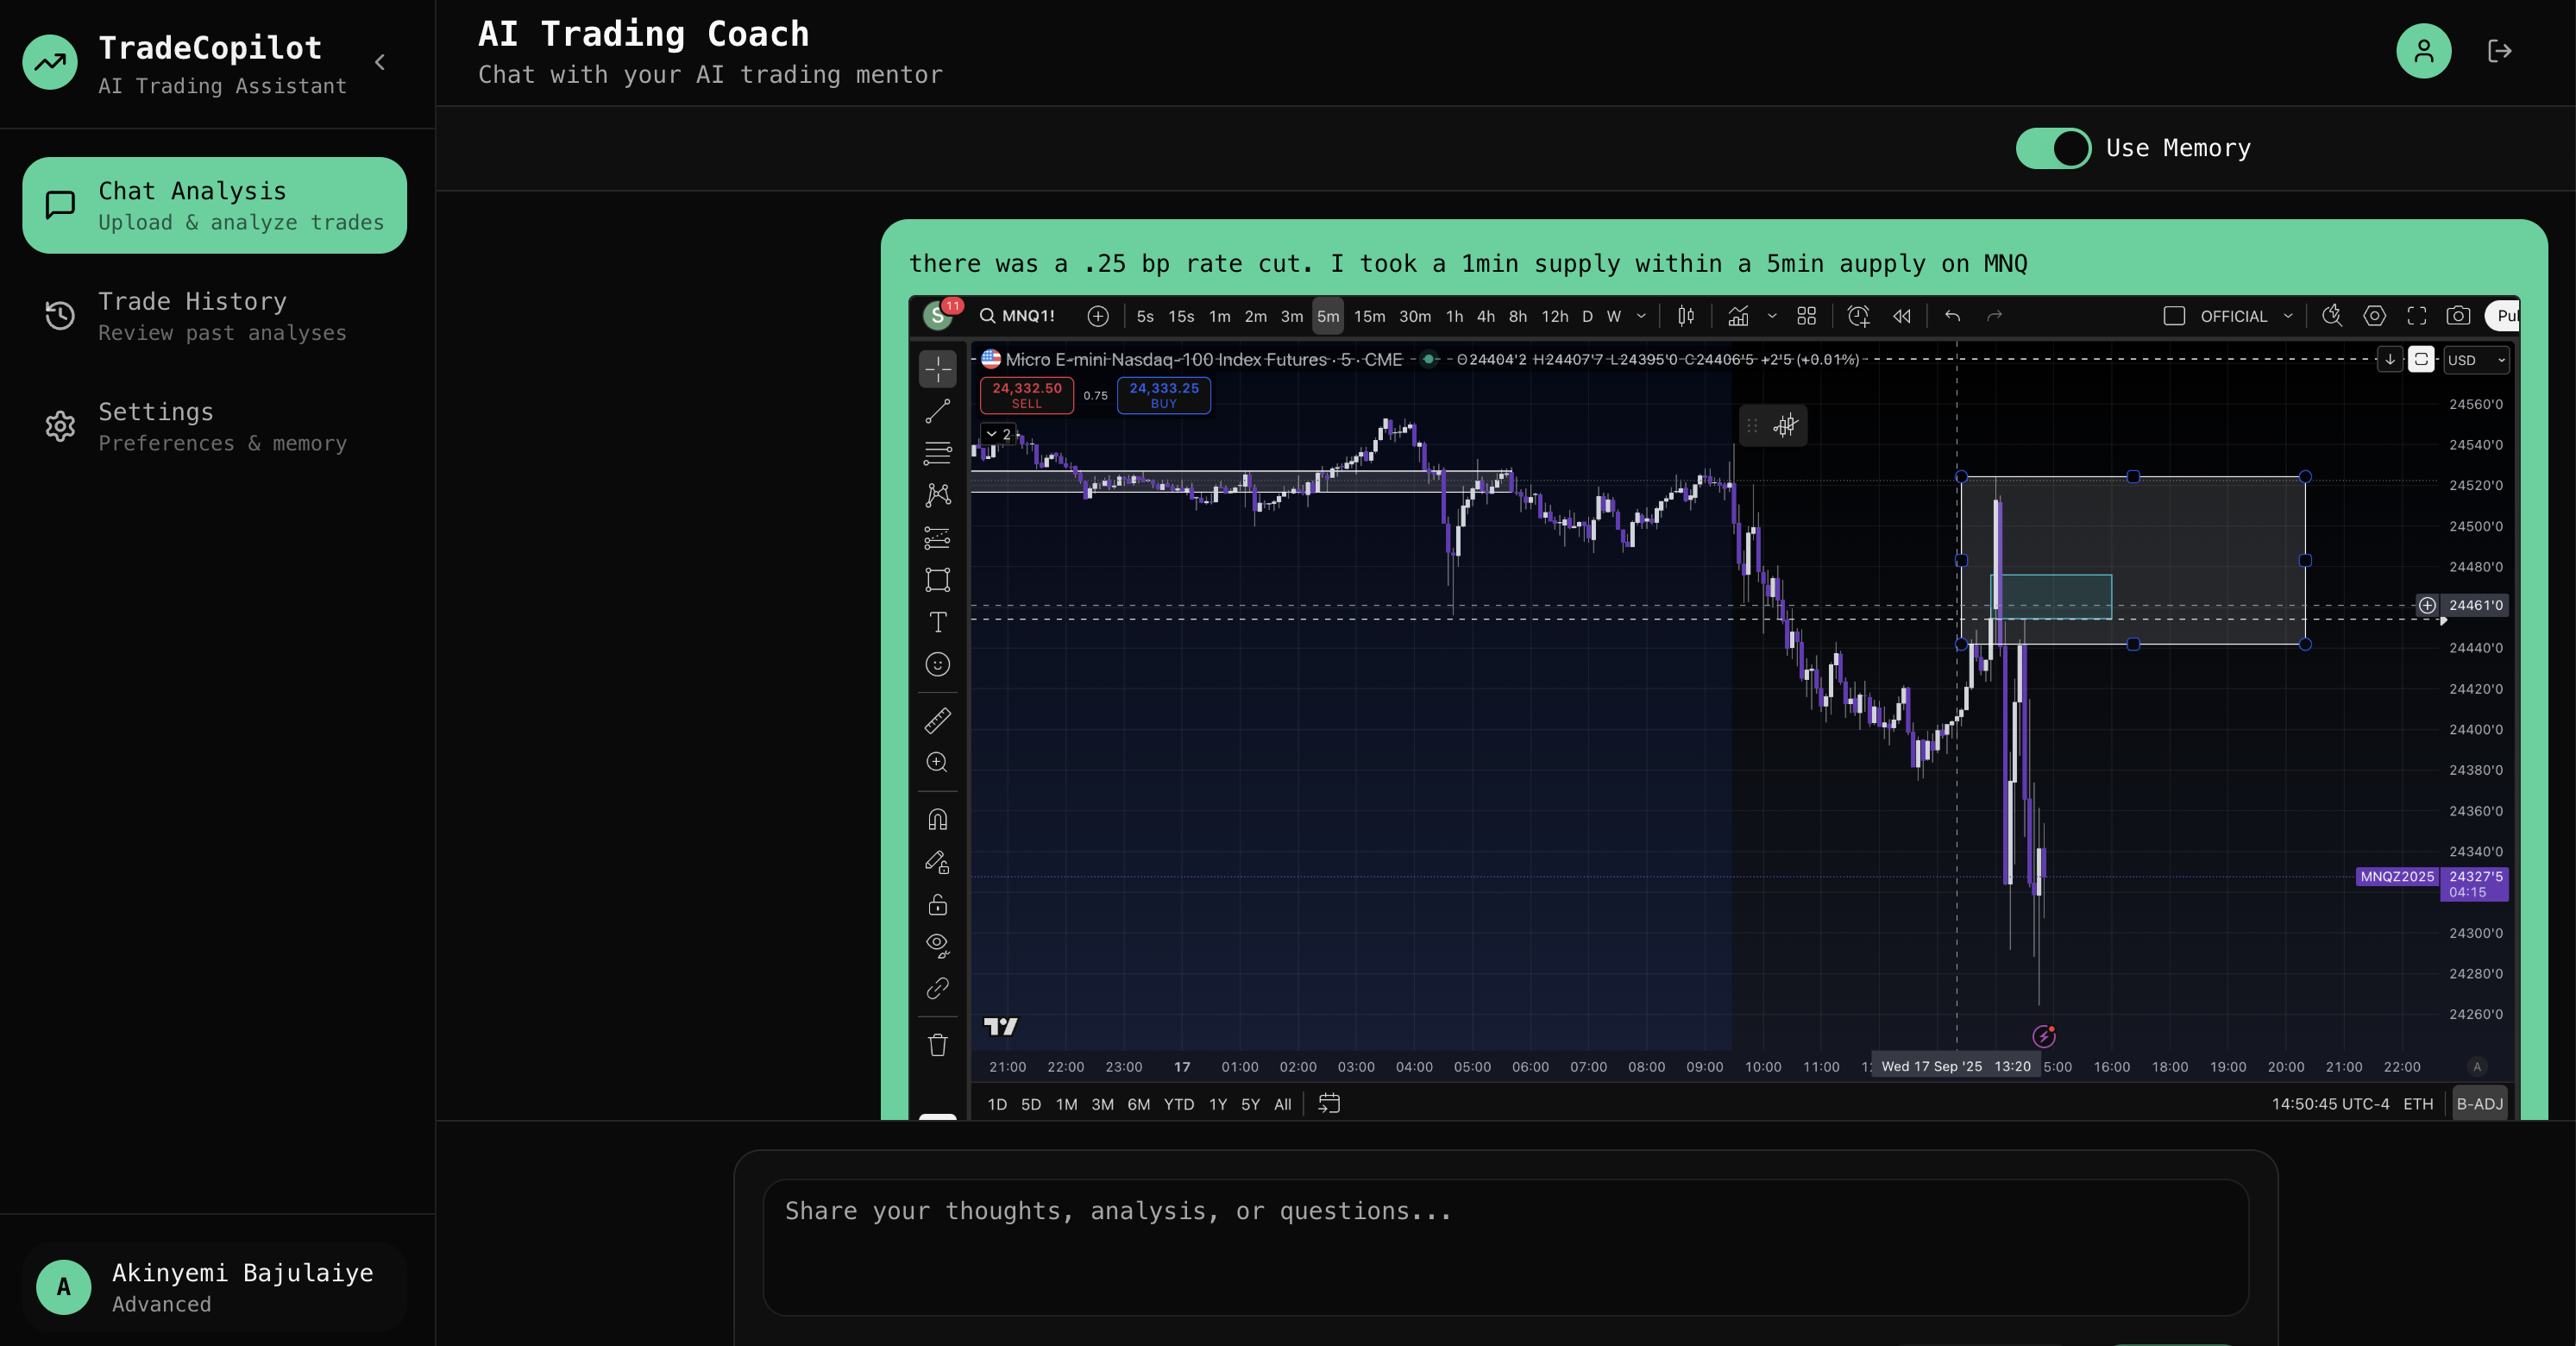 TradeCopilot
AI Trading Assistant
Chat Analysis
Upload & analyze trades
Trade History
Review past analyses
Settings
Preferences & memory
A
Akinyemi Bajulaiye
Advanced
AI Trading Coach
Chat with your AI trading mentor
Use Memory
there was a .25 bp rate cut. I took a 1min supply within a 5min aupply on MNQ
S 11 MNQ1! 5s 15s 1m 2m 3m 5m 15m 30m 1h 4h 8h 12h D W OFFICIAL
Micro E-mini Nasdaq-100 Index Futures · 5 · CME O24404'2 H24407'7 L24395'0 C24406'5 +2'5 (+0.01%) USD
24,332.50 0.75 24,333.25
SELL BUY
2
24560'0
24540'0
24520'0
24500'0
24480'0
24461'0
24440'0
24420'0
24400'0
24380'0
24360'0
24340'0
MNQZ2025 24327'5
04:15
24300'0
24280'0
24260'0
21:00 22:00 23:00 17 01:00 02:00 03:00 04:00 05:00 06:00 07:00 08:00 09:00 10:00 11:00 Wed 17 Sep '25 13:20 5:00 16:00 18:00 19:00 20:00 21:00 22:00 A
1D 5D 1M 3M 6M YTD 1Y 5Y All 14:50:45 UTC-4 ETH B-ADJ
Share your thoughts, analysis, or questions...